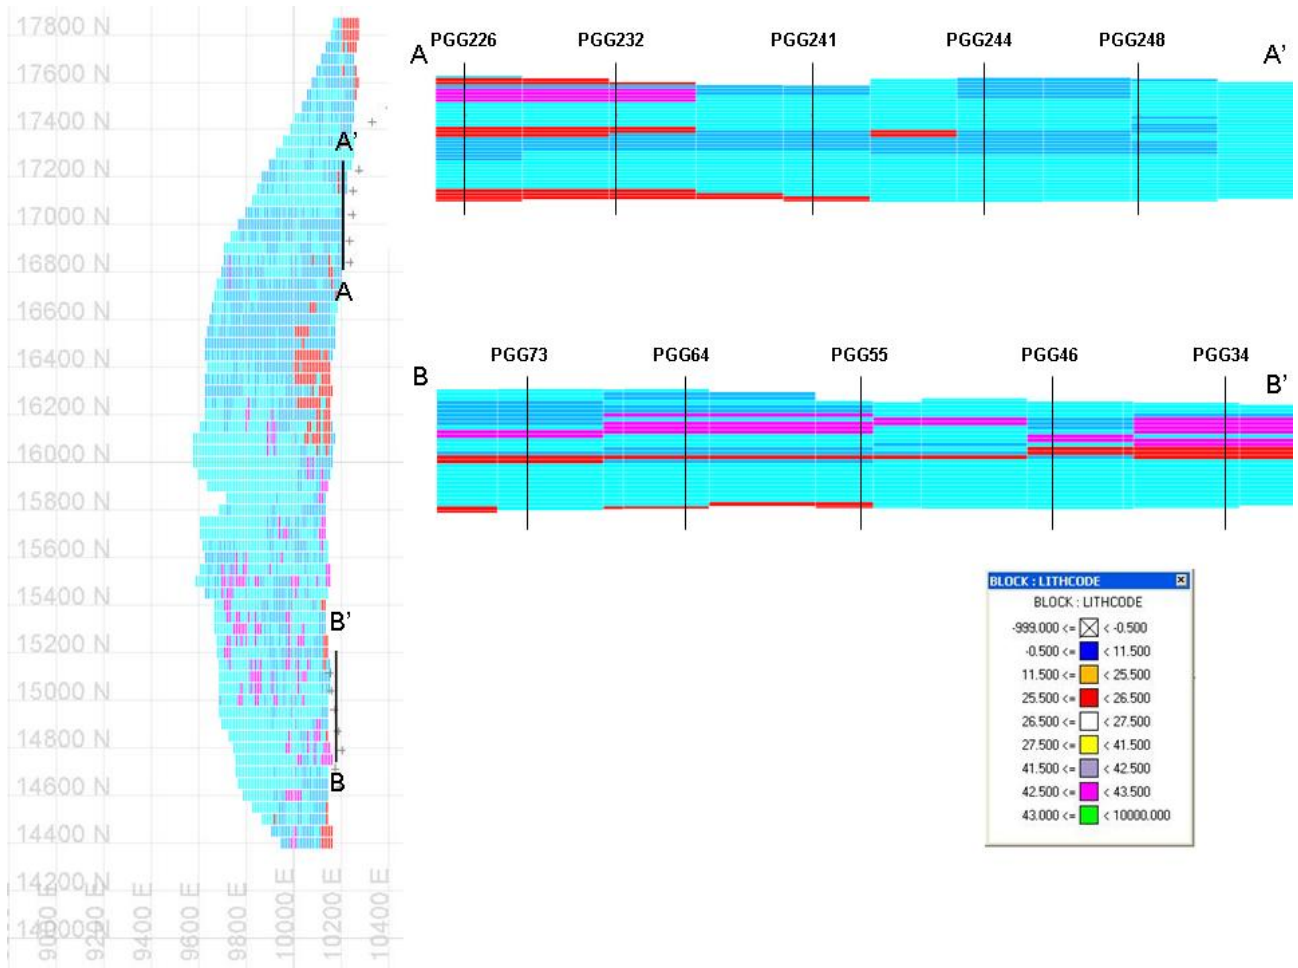 17800 N
17600 N
17400 N
17200 N
17000 N
16800 N
16600 N
16400 N
16200 N
16000 N
15800 N
15600 N
15400 N
15200 N
15000 N
14800 N
14600 N
14400 N
14200 N
14000 N
9000 E
9200 E
9400 E
9600 E
9800 E
10000 E
10200 E
10400 E
A'
A
B'
B
A
PGG226
PGG232
PGG241
PGG244
PGG248
A'
B
PGG73
PGG64
PGG55
PGG46
PGG34
B'
BLOCK : LITHCODE
BLOCK : LITHCODE
-999.000 <= < -0.500
-0.500 <= < 11.500
11.500 <= < 25.500
25.500 <= < 26.500
26.500 <= < 27.500
27.500 <= < 41.500
41.500 <= < 42.500
42.500 <= < 43.500
43.000 <= < 10000.000